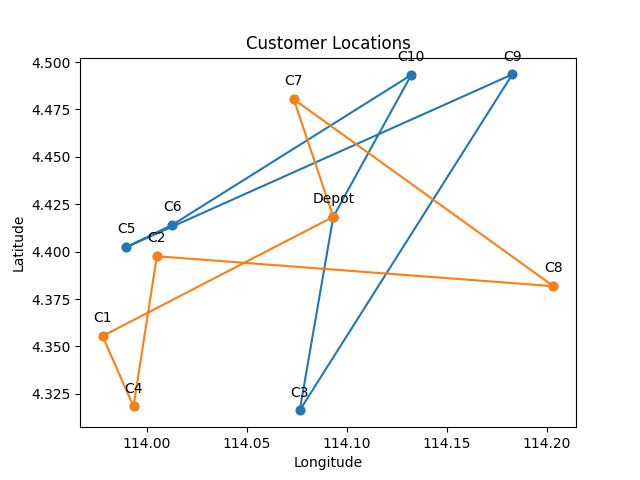 Customer Locations
4.500
4.475
4.450
4.425
4.400
4.375
4.350
4.325
Latitude
C10
C9
C7
Depot
C6
C5
C2
C8
C1
C4
C3
114.00
114.05
114.10
114.15
114.20
Longitude